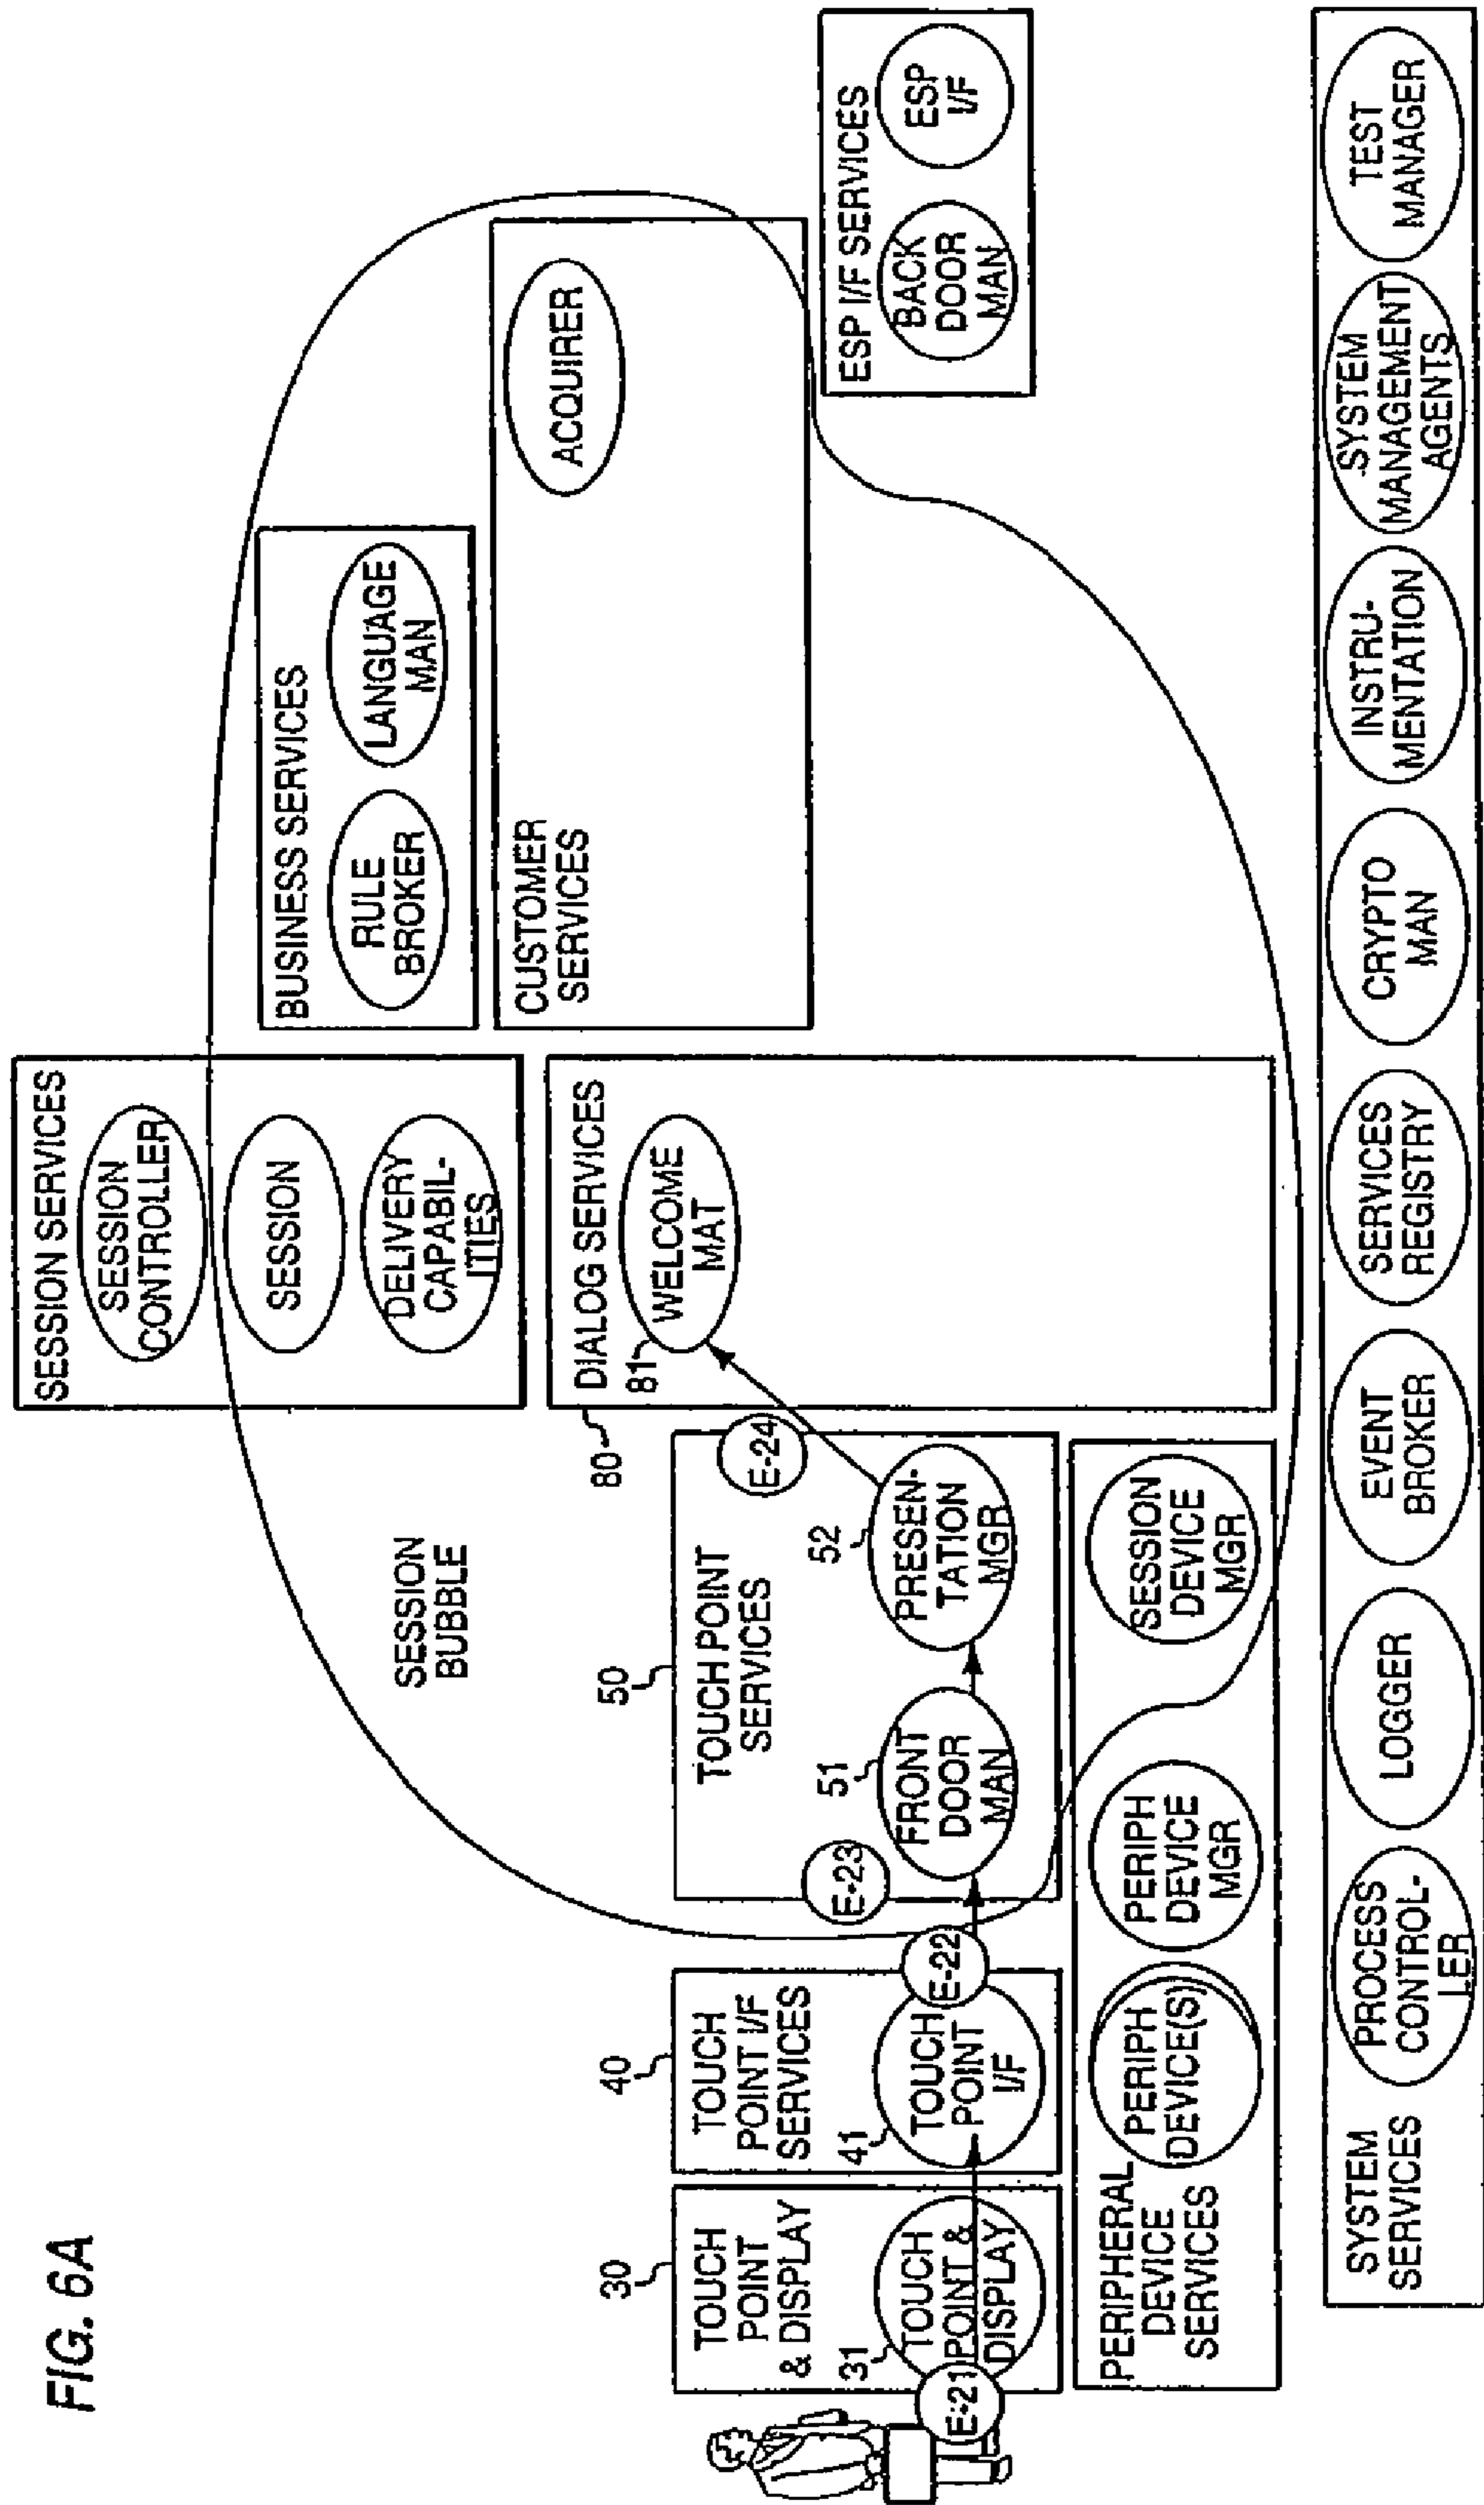 FIG. 6A
SESSION SERVICES
SESSION
CONTROLLER
SESSION
DELIVERY
CAPABIL-
ITIES
BUSINESS SERVICES
RULE
BROKER
LANGUAGE
MAN
SESSION
BUBBLE
CUSTOMER
SERVICES
ACQUIRER
80
DIALOG SERVICES
81
WELCOME
MAT
30
TOUCH
POINT
& DISPLAY
31
TOUCH
POINT &
DISPLAY
E-21
40
TOUCH
POINT I/F
SERVICES
41
TOUCH
POINT
I/F
E-22
50
TOUCH POINT
SERVICES
E-23
51
FRONT
DOOR
MAN
52
PRESEN-
TATION
MGR
E-24
ESP I/F SERVICES
BACK
DOOR
MAN
ESP
I/F
PERIPHERAL
DEVICE
SERVICES
PERIPH
DEVICE(S)
PERIPH
DEVICE
MGR
SESSION
DEVICE
MGR
SYSTEM
SERVICES
PROCESS
CONTROL-
LER
LOGGER
EVENT
BROKER
SERVICES
REGISTRY
CRYPTO
MAN
INSTRU-
MENTATION
SYSTEM
MANAGEMENT
AGENTS
TEST
MANAGER